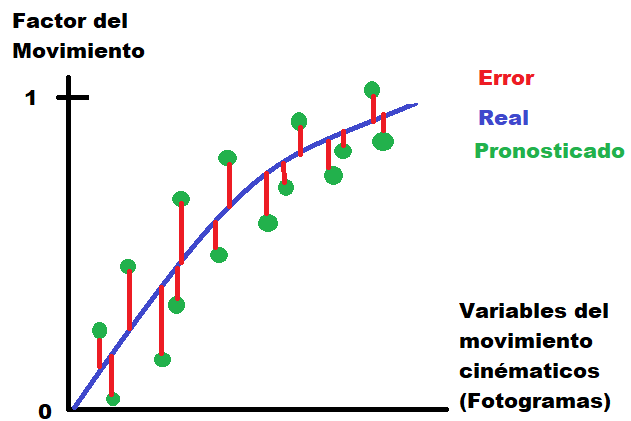 Factor del
Movimiento
1
Error
Real
Pronosticado
Variables del
movimiento
cinématicos
(Fotogramas)
0